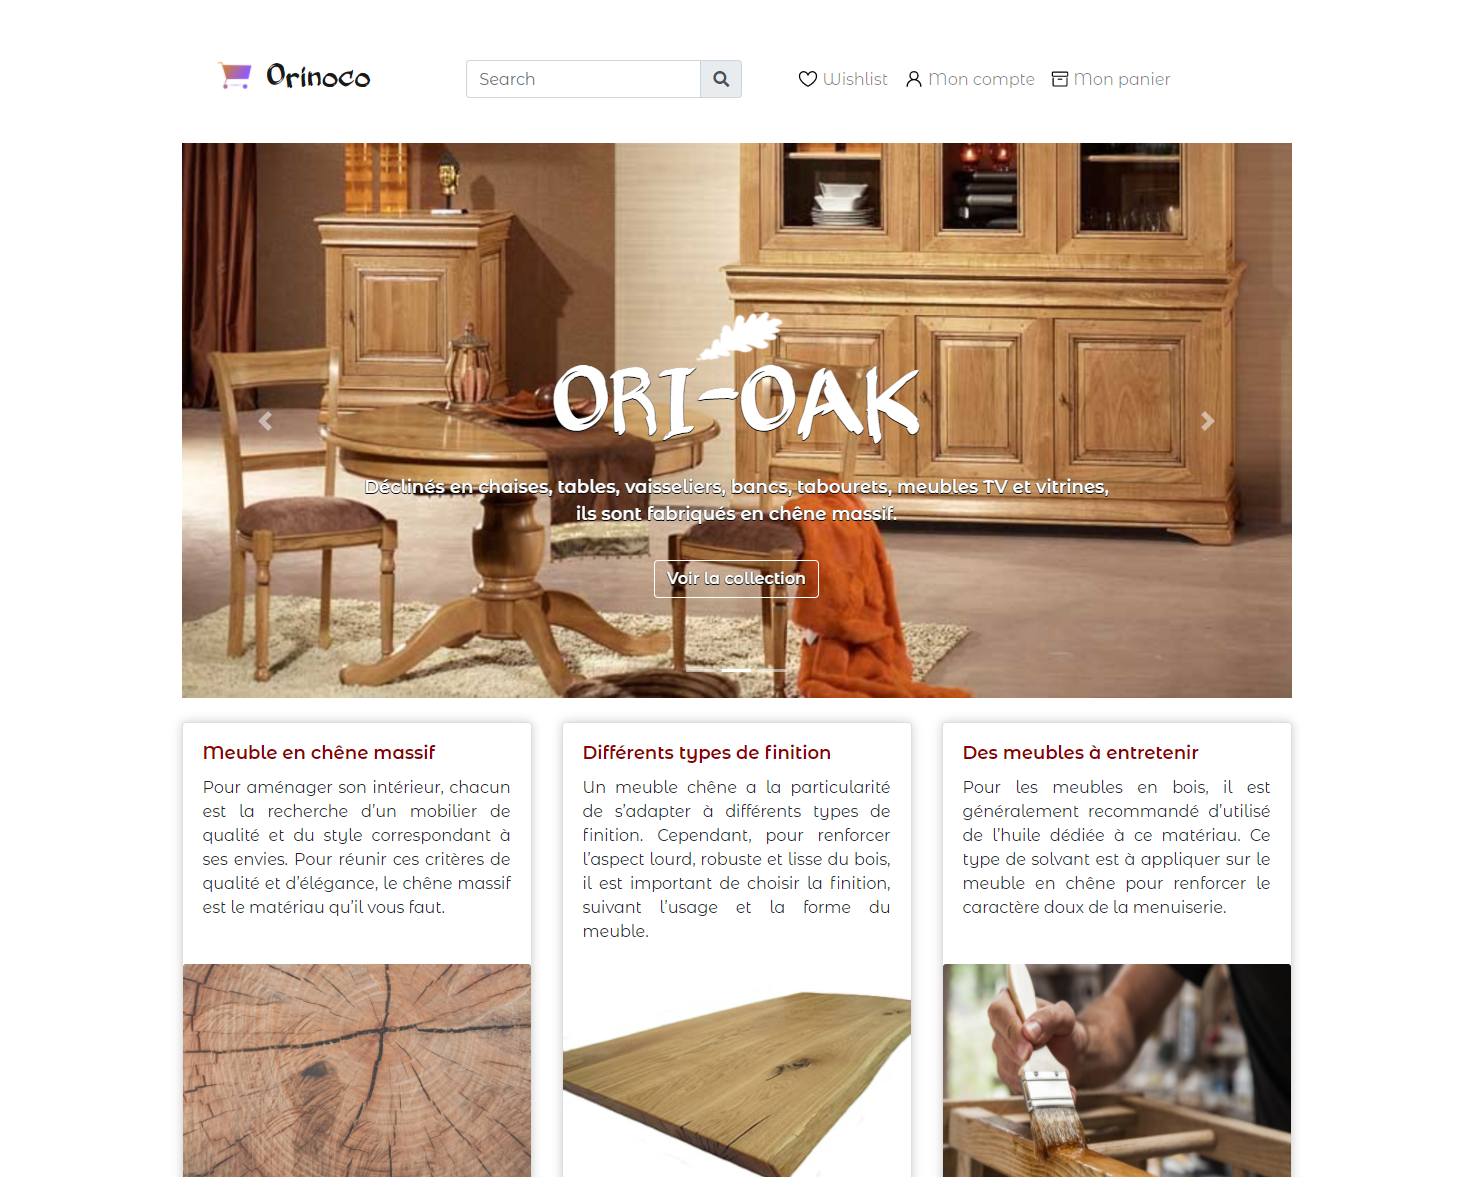 Orinoco
Search
Wishlist
Mon compte
Mon panier
ORI-OAK
Déclinés en chaises, tables, vaisseliers, bancs, tabourets, meubles TV et vitrines,
ils sont fabriqués en chêne massif.
Voir la collection
Meuble en chêne massif
Pour aménager son intérieur, chacun
est la recherche d'un mobilier de
qualité et du style correspondant à
ses envies. Pour réunir ces critères de
qualité et d'élégance, le chêne massif
est le matériau qu'il vous faut.
Différents types de finition
Un meuble chêne a la particularité
de s'adapter à différents types de
finition. Cependant, pour renforcer
l'aspect lourd, robuste et lisse du bois,
il est important de choisir la finition,
suivant l'usage et la forme du
meuble.
Des meubles à entretenir
Pour les meubles en bois, il est
généralement recommandé d'utilisé
de l'huile dédiée à ce matériau. Ce
type de solvant est à appliquer sur le
meuble en chêne pour renforcer le
caractère doux de la menuiserie.